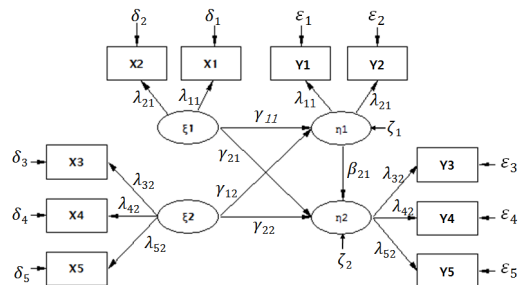 δ₂ δ₁ ε₁ ε₂
X2 X1 Y1 Y2
λ₂₁ λ₁₁ λ₁₁ λ₂₁
ξ1 γ₁₁ η1 ζ₁
δ₃ X3 λ₃₂ γ₂₁ β₂₁ λ₃₂ Y3 ε₃
δ₄ X4 λ₄₂ ξ2 γ₁₂ γ₂₂ η2 λ₄₂ Y4 ε₄
δ₅ X5 λ₅₂ ζ₂ λ₅₂ Y5 ε₅